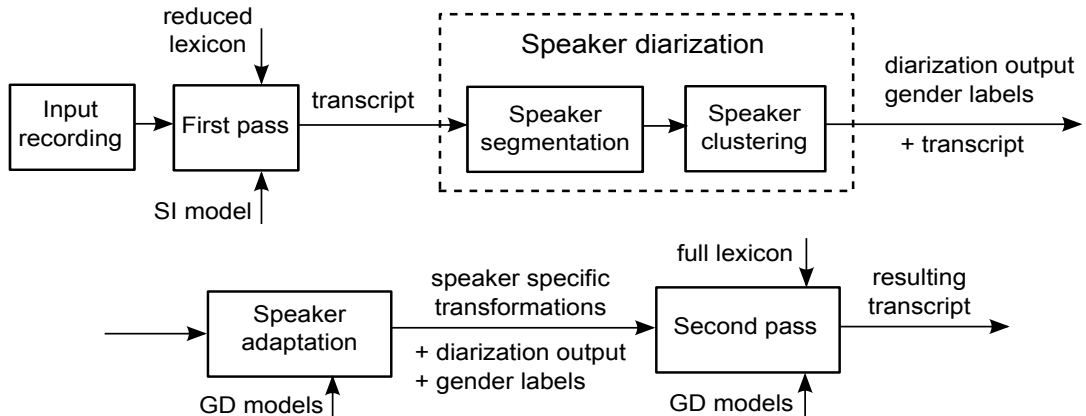 reduced
lexicon
Input
recording
First pass
SI model
transcript
Speaker diarization
Speaker
segmentation
Speaker
clustering
diarization output
gender labels
+ transcript
Speaker
adaptation
GD models
speaker specific
transformations
+ diarization output
+ gender labels
full lexicon
Second pass
GD models
resulting
transcript